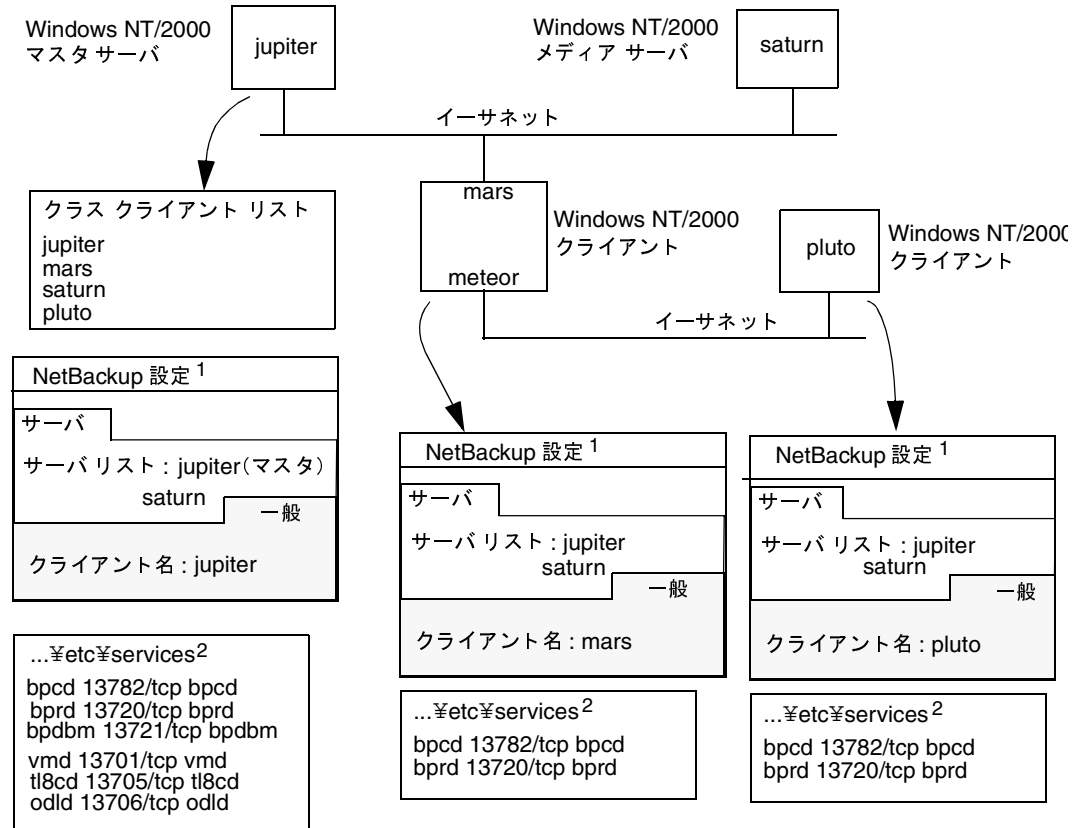 Windows NT/2000
マスタ サーバ
jupiter
Windows NT/2000
メディア サーバ
saturn
イーサネット
クラス クライアント リスト
jupiter
mars
saturn
pluto
mars
meteor
Windows NT/2000
クライアント
pluto
Windows NT/2000
クライアント
イーサネット
NetBackup 設定 1
サーバ
サーバ リスト : jupiter(マスタ)
saturn
一般
クライアント名 : jupiter
NetBackup 設定 1
サーバ
サーバ リスト : jupiter
saturn
一般
クライアント名 : mars
NetBackup 設定 1
サーバ
サーバ リスト : jupiter
saturn
一般
クライアント名 : pluto
...¥etc¥services2
bpcd 13782/tcp bpcd
bprd 13720/tcp bprd
bpdbm 13721/tcp bpdbm
vmd 13701/tcp vmd
tl8cd 13705/tcp tl8cd
odld 13706/tcp odld
...¥etc¥services2
bpcd 13782/tcp bpcd
bprd 13720/tcp bprd
...¥etc¥services2
bpcd 13782/tcp bpcd
bprd 13720/tcp bprd